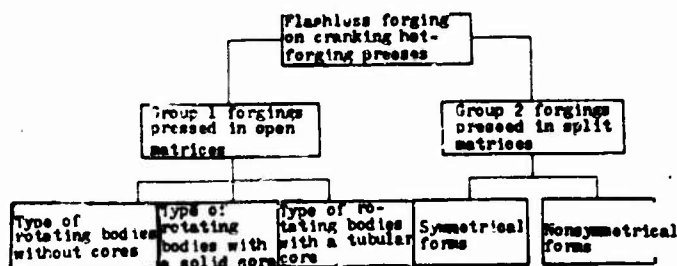 Flashless forging
on cranking hot-
forging presses
Group 1 forgings
pressed in open
matrices
Group 2 forgings
pressed in split
matrices
Type of
rotating bodies
without cores
Type of
rotating
bodies with
a solid core
Type of ro-
tating bodies
with a tubular
core
Symmetrical
forms
Nonsymmetrical
forms